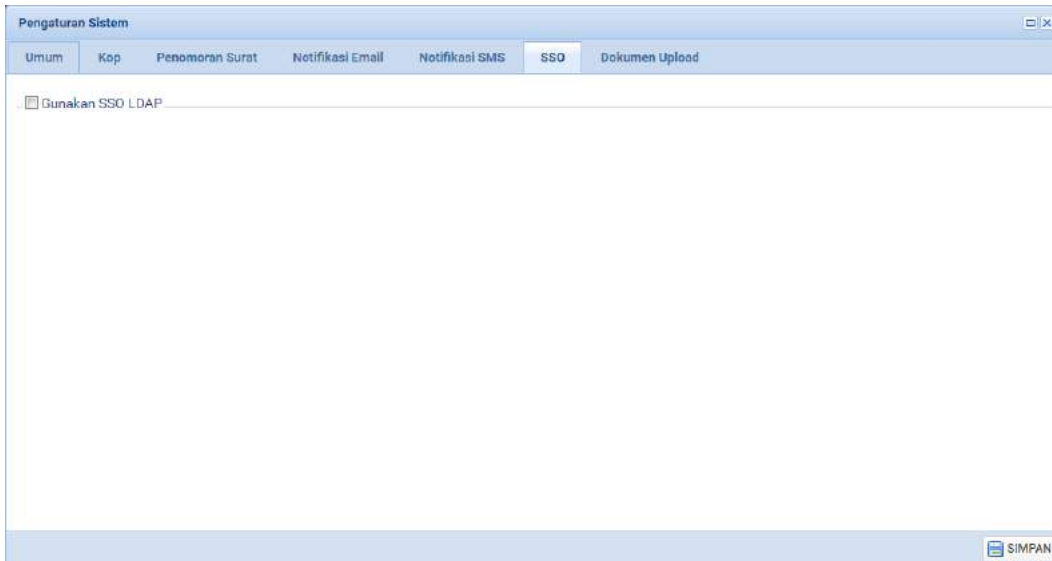 Pengaturan Sistem
Umum Kop Penomoran Surat Notifikasi Email Notifikasi SMS SSO Dokumen Upload
Gunakan SSO LDAP
SIMPAN